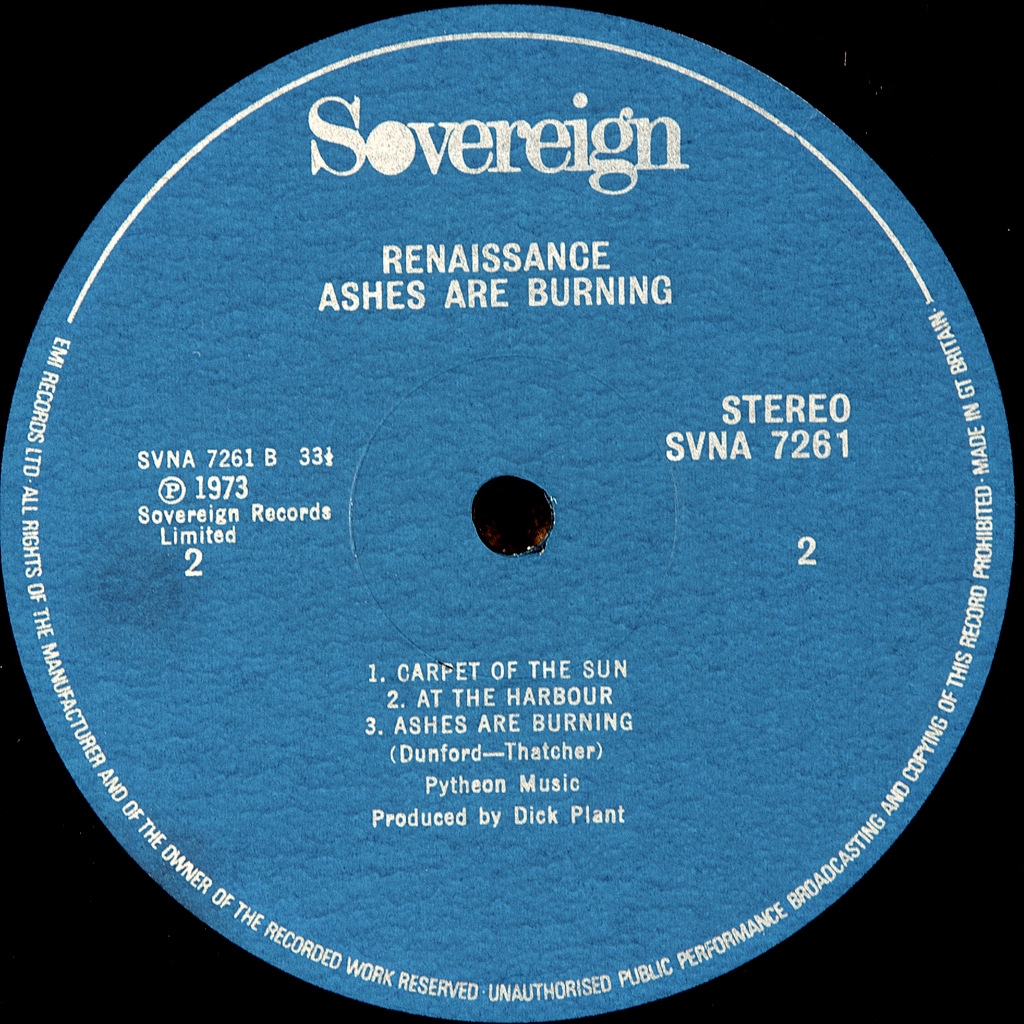 Sovereign
RENAISSANCE
ASHES ARE BURNING
STEREO
SVNA 7261
SVNA 7261 B 33⅓
Ⓟ 1973
Sovereign Records
Limited
2
2
1. CARPET OF THE SUN
2. AT THE HARBOUR
3. ASHES ARE BURNING
(Dunford—Thatcher)
Pytheon Music
Produced by Dick Plant
EMI RECORDS LTD · ALL RIGHTS OF THE MANUFACTURER AND OF THE OWNER OF THE RECORDED WORK RESERVED · UNAUTHORISED PUBLIC PERFORMANCE BROADCASTING AND COPYING OF THIS RECORD PROHIBITED · MADE IN GT BRITAIN ·